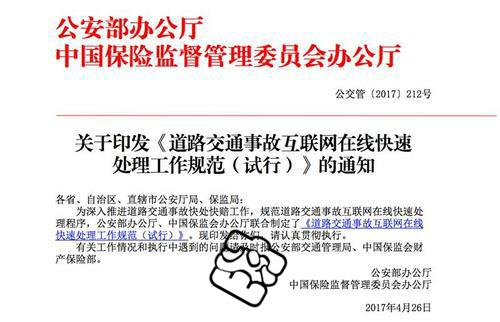 公安部办公厅
中国保险监督管理委员会办公厅
公交管〔2017〕212号
关于印发《道路交通事故互联网在线快速
处理工作规范（试行）》的通知
各省、自治区、直辖市公安厅局、保监局：
为深入推进道路交通事故快处快赔工作，规范道路交通事故互联网在线快速处
理程序，公安部办公厅、中国保监会办公厅联合制定了《道路交通事故互联网在线
快速处理工作规范（试行）》。现印发给你们，请认真贯彻执行。
有关工作情况和执行中遇到的问题请及时报公安部交通管理局、中国保监会财
产保险部。
公安部办公厅
中国保险监督管理委员会办公厅
2017年4月26日